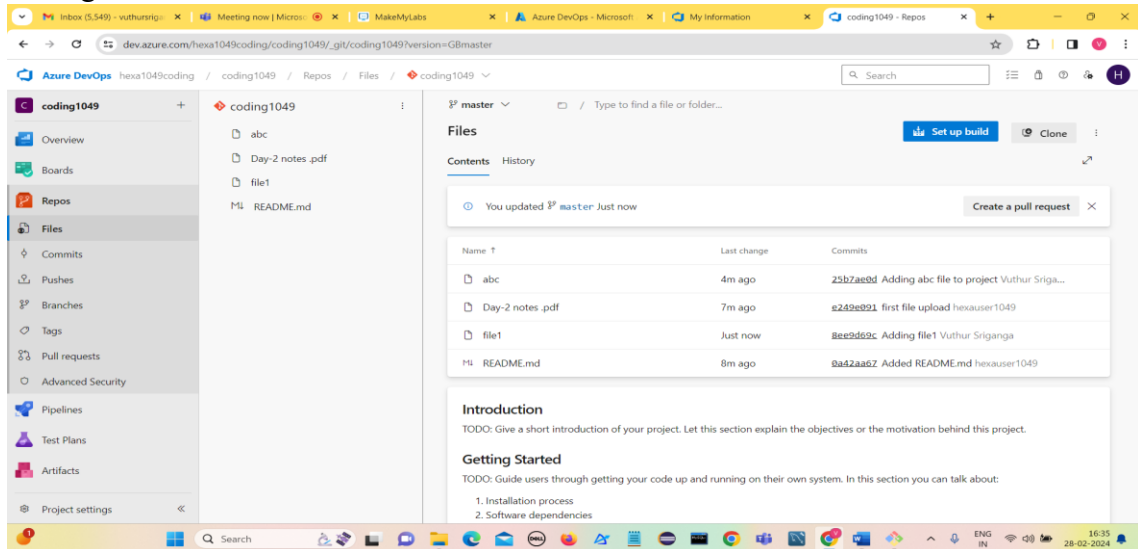 M Inbox (5,549) - vuthursriga
Meeting now | Microso
MakeMyLabs
Azure DevOps - Microsoft
My Information
coding1049 - Repos
dev.azure.com/hexa1049coding/coding1049/_git/coding1049?version=GBmaster
V
Azure DevOps hexa1049coding / coding1049 / Repos / Files / coding1049
Search
H
C coding1049 +
Overview
Boards
Repos
Files
Commits
Pushes
Branches
Tags
Pull requests
Advanced Security
Pipelines
Test Plans
Artifacts
Project settings
coding1049
abc
Day-2 notes .pdf
file1
M↓ README.md
master / Type to find a file or folder...
Files
Set up build
Clone
Contents History
You updated master Just now
Create a pull request
Name ↑ Last change Commits
abc 4m ago 25b7ae0d Adding abc file to project Vuthur Sriga...
Day-2 notes .pdf 7m ago e249e091 first file upload hexauser1049
file1 Just now 8ee9d69c Adding file1 Vuthur Sriganga
M↓ README.md 8m ago 0a42aa67 Added README.md hexauser1049
Introduction
TODO: Give a short introduction of your project. Let this section explain the objectives or the motivation behind this project.
Getting Started
TODO: Guide users through getting your code up and running on their own system. In this section you can talk about:
1. Installation process
2. Software dependencies
Search
DELL
ENG
IN
16:35
28-02-2024